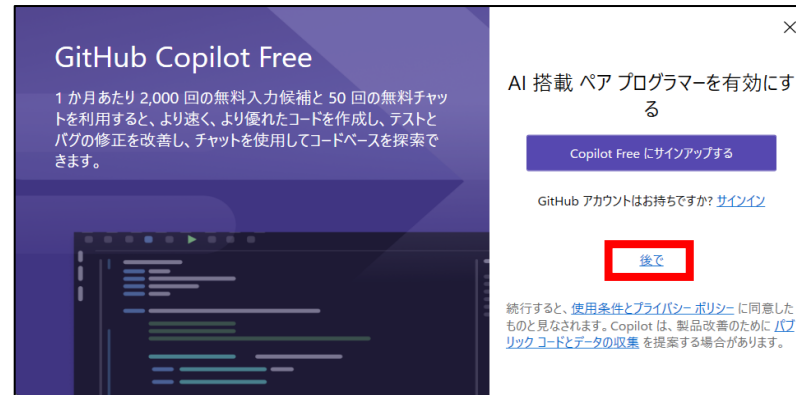 GitHub Copilot Free
1 か月あたり 2,000 回の無料入力候補と 50 回の無料チャッ
トを利用すると、より速く、より優れたコードを作成し、テストと
バグの修正を改善し、チャットを使用してコードベースを探索で
きます。
AI 搭載 ペア プログラマーを有効にす
る
Copilot Free にサインアップする
GitHub アカウントはお持ちですか? サインイン
後で
続行すると、使用条件とプライバシー ポリシー に同意した
ものと見なされます。Copilot は、製品改善のために パブ
リック コードとデータの収集 を提案する場合があります。